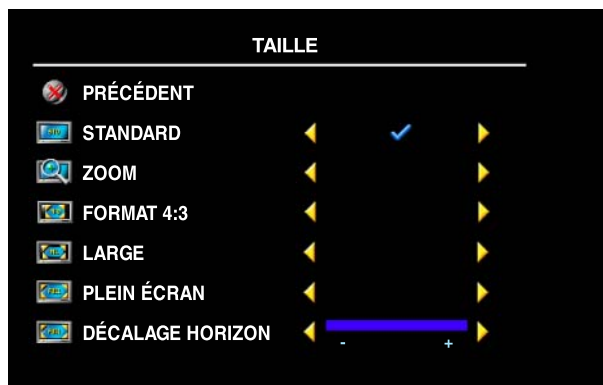 TAILLE
PRÉCÉDENT
STANDARD
ZOOM
FORMAT 4:3
LARGE
PLEIN ÉCRAN
DÉCALAGE HORIZON
- +